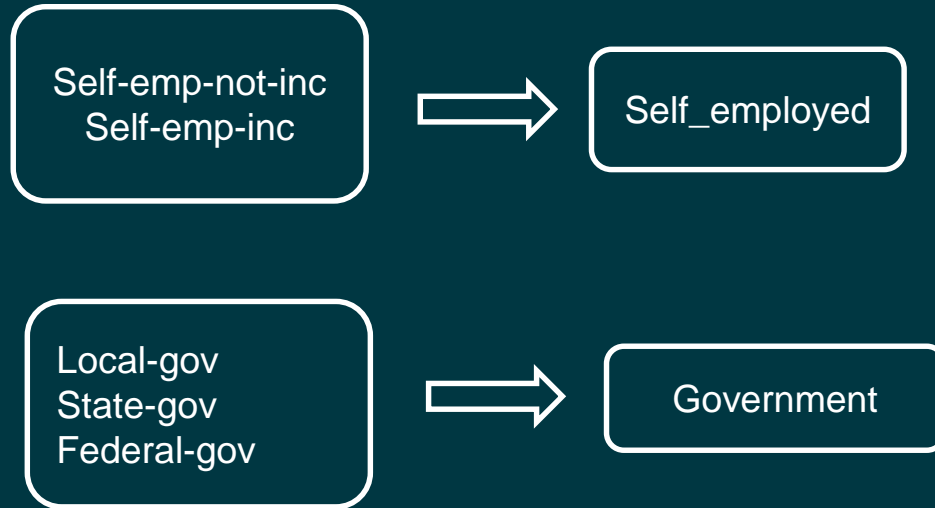 Self-emp-not-inc
Self-emp-inc
Self_employed
Local-gov
State-gov
Federal-gov
Government